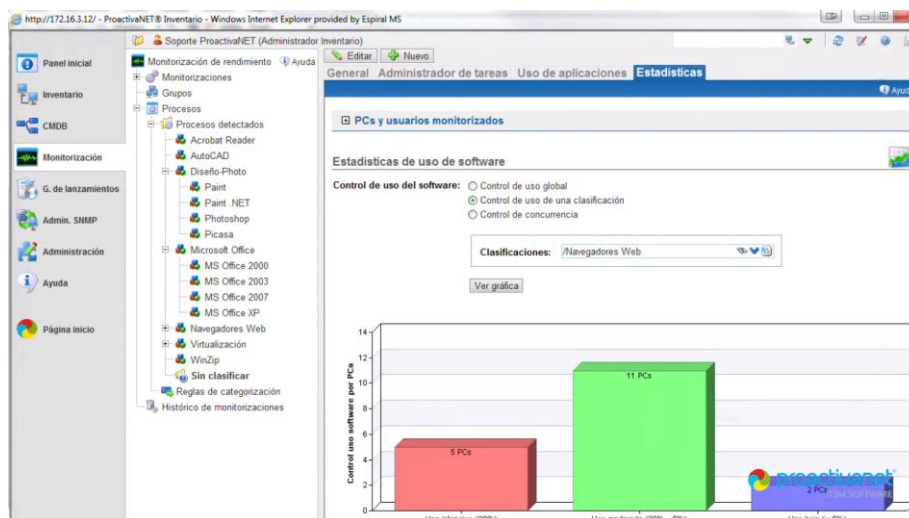 http://172.16.3.12/ - ProactivaNET® Inventario - Windows Internet Explorer provided by Espiral MS
Soporte ProactivaNET (Administrador Inventario)
Panel inicial
Inventario
CMDB
Monitorización
G. de lanzamientos
Admin. SNMP
Administración
Ayuda
Página inicio
Monitorización de rendimiento Ayuda
Monitorizaciones
Grupos
Procesos
Procesos detectados
Acrobat Reader
AutoCAD
Diseño-Photo
Paint
Paint .NET
Photoshop
Picasa
Microsoft Office
MS Office 2000
MS Office 2003
MS Office 2007
MS Office XP
Navegadores Web
Virtualización
WinZip
Sin clasificar
Reglas de categorización
Histórico de monitorizaciones
Editar Nuevo
General Administrador de tareas Uso de aplicaciones Estadísticas
PCs y usuarios monitorizados
Estadísticas de uso de software
Control de uso del software: Control de uso global
Control de uso de una clasificación
Control de concurrencia
Clasificaciones: /Navegadores Web
Ver gráfica
Control uso software por PCs
14
12
10
8
6
4
2
0
5 PCs
11 PCs
2 PCs
proactivanet
ITSM SOFTWARE